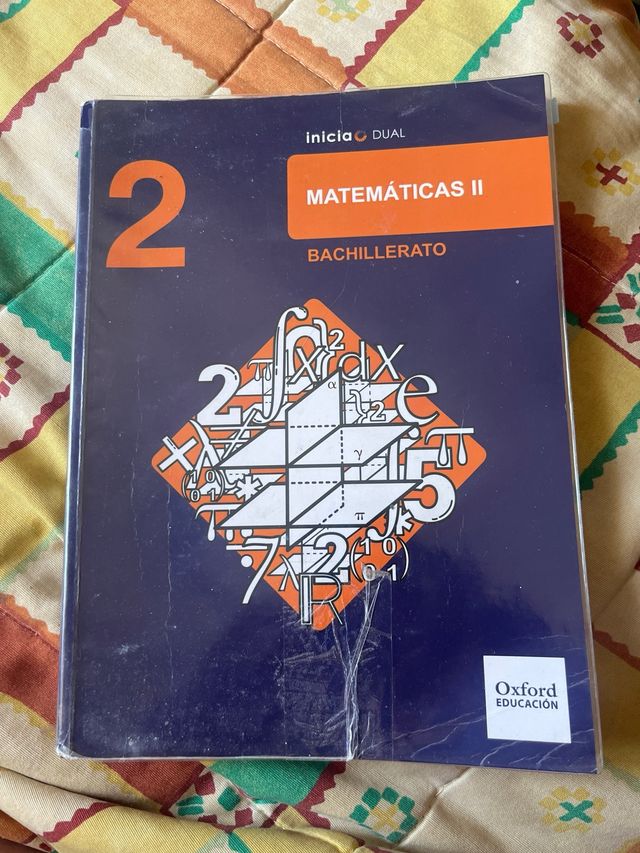 inicia DUAL
2
MATEMÁTICAS II
BACHILLERATO
Oxford
EDUCACIÓN